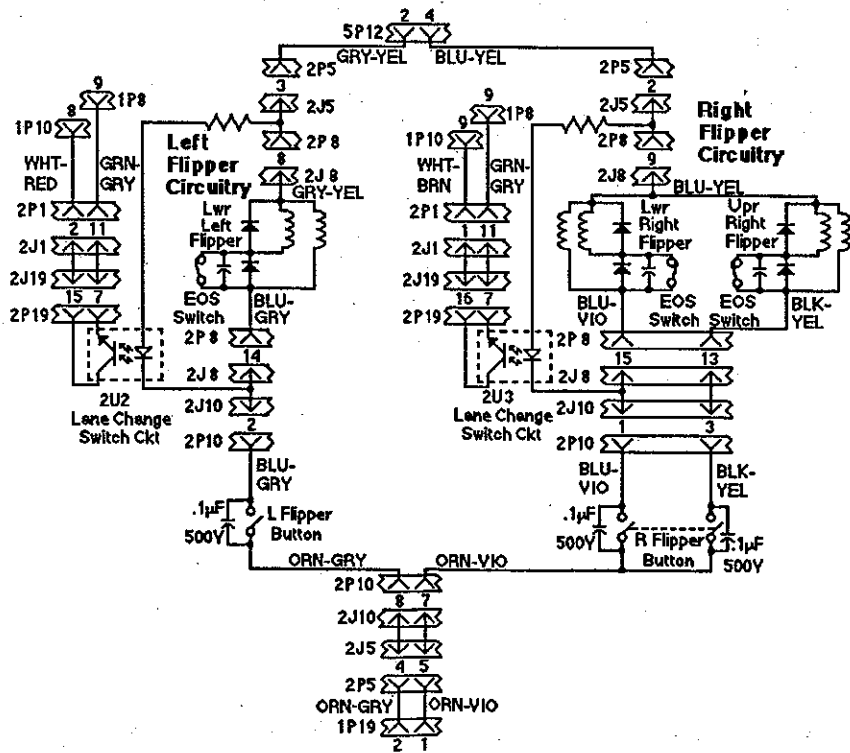 2 4
5P12
GRY-YEL BLU-YEL
2P5 2P5
3 2
2J5 2J5
2P8 2P8
8 9
2J8 2J8
GRY-YEL BLU-YEL
Left
Flipper
Circuitry
Right
Flipper
Circuitry
9
8 1P8
1P10
WHT-
RED
GRN-
GRY
2P1
2 11
2J1
2J19
15 7
2P19
2U2
Lane Change
Switch Ckt
Lwr
Left
Flipper
EOS
Switch
BLU-
GRY
2P8
14
2J8
2J10
2
2P10
BLU-
GRY
.1µF
500Y
L Flipper
Button
9
9 1P8
1P10
WHT-
BRN
GRN-
GRY
2P1
1 11
2J1
2J19
16 7
2P19
2U3
Lane Change
Switch Ckt
Lwr
Right
Flipper
Upr
Right
Flipper
BLU-
VIO
EOS
Switch
EOS
Switch
BLK-
YEL
2P8
15 13
2J8
2J10
1 3
2P10
BLU-
VIO
BLK-
YEL
.1µF
500Y
R Flipper
Button
.1µF
500Y
ORN-GRY ORN-VIO
2P10
8 7
2J10
2J5
4 5
2P5
ORN-GRY ORN-VIO
1P19
2 1